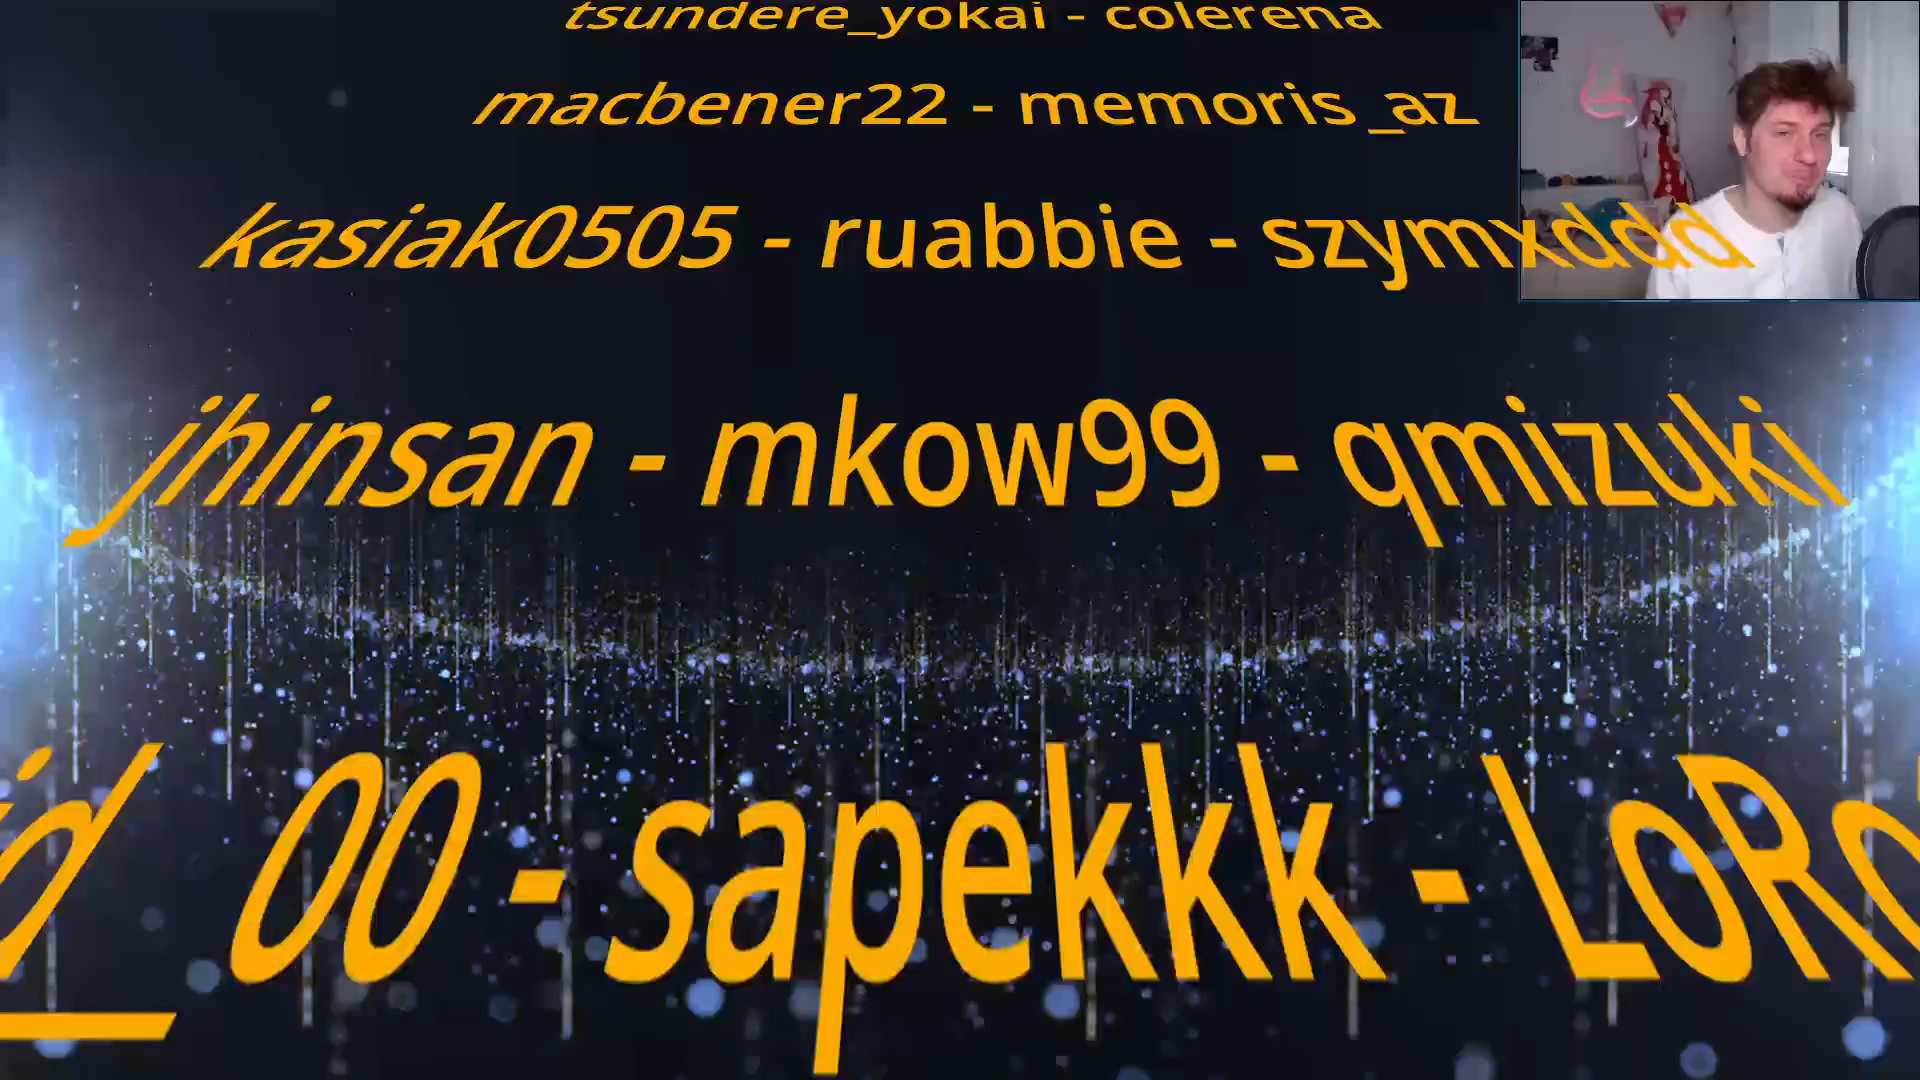 tsundere_yokai - colerena
macbener22 - memoris_az
kasiak0505 - ruabbie - szymxddd
jhinsan - mkow99 - qmizuki
00 - sapekkk -